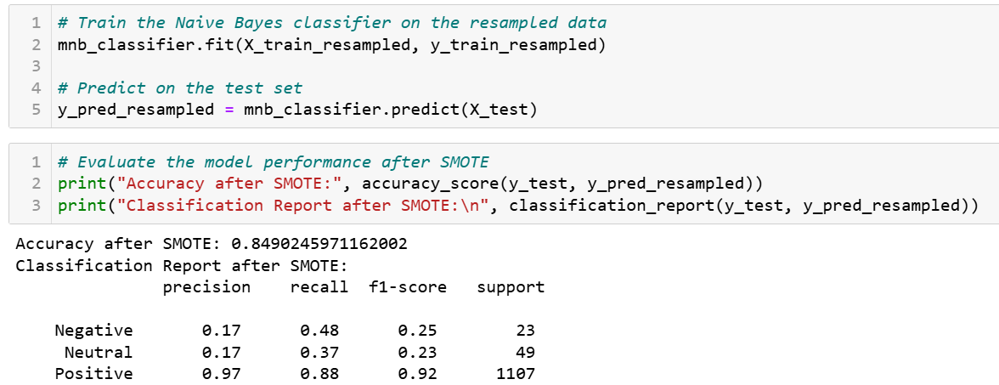 1 # Train the Naive Bayes classifier on the resampled data
2 mnb_classifier.fit(X_train_resampled, y_train_resampled)
3
4 # Predict on the test set
5 y_pred_resampled = mnb_classifier.predict(X_test)
1 # Evaluate the model performance after SMOTE
2 print("Accuracy after SMOTE:", accuracy_score(y_test, y_pred_resampled))
3 print("Classification Report after SMOTE:\n", classification_report(y_test, y_pred_resampled))
Accuracy after SMOTE: 0.8490245971162002
Classification Report after SMOTE:
precision recall f1-score support
Negative 0.17 0.48 0.25 23
Neutral 0.17 0.37 0.23 49
Positive 0.97 0.88 0.92 1107